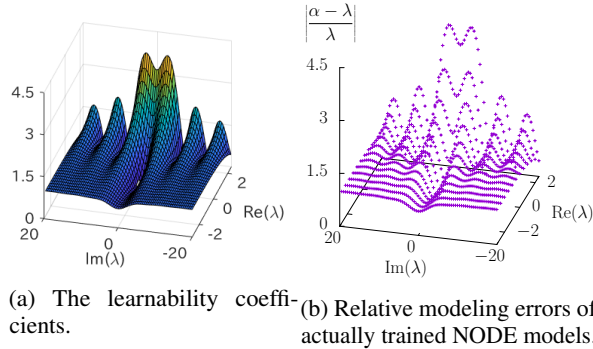 4.5
3
1.5
0
20
0
-20
Im(λ)
2
0
-2
Re(λ)
(a) The learnability coeffi-
cients.
|α − λ / λ|
4.5
3
1.5
0
20
0
−20
Im(λ)
2
0
−2
Re(λ)
(b) Relative modeling errors of
actually trained NODE models.